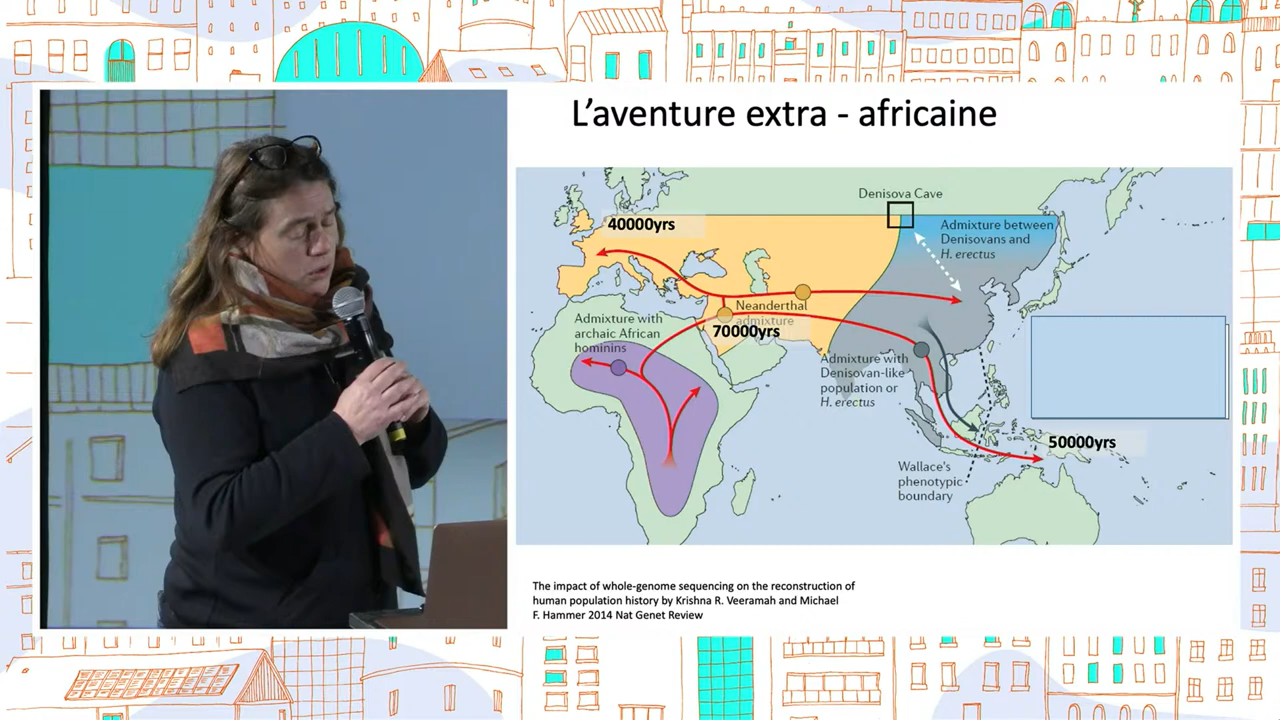 L'aventure extra - africaine
Denisova Cave
40000yrs
Admixture between
Denisovans and
H. erectus
Neanderthal
admixture
70000yrs
Admixture with
archaic African
hominins
Admixture with
Denisovan-like
population or
H. erectus
50000yrs
Wallace's
phenotypic
boundary
The impact of whole-genome sequencing on the reconstruction of
human population history by Krishna R. Veeramah and Michael
F. Hammer 2014 Nat Genet Review